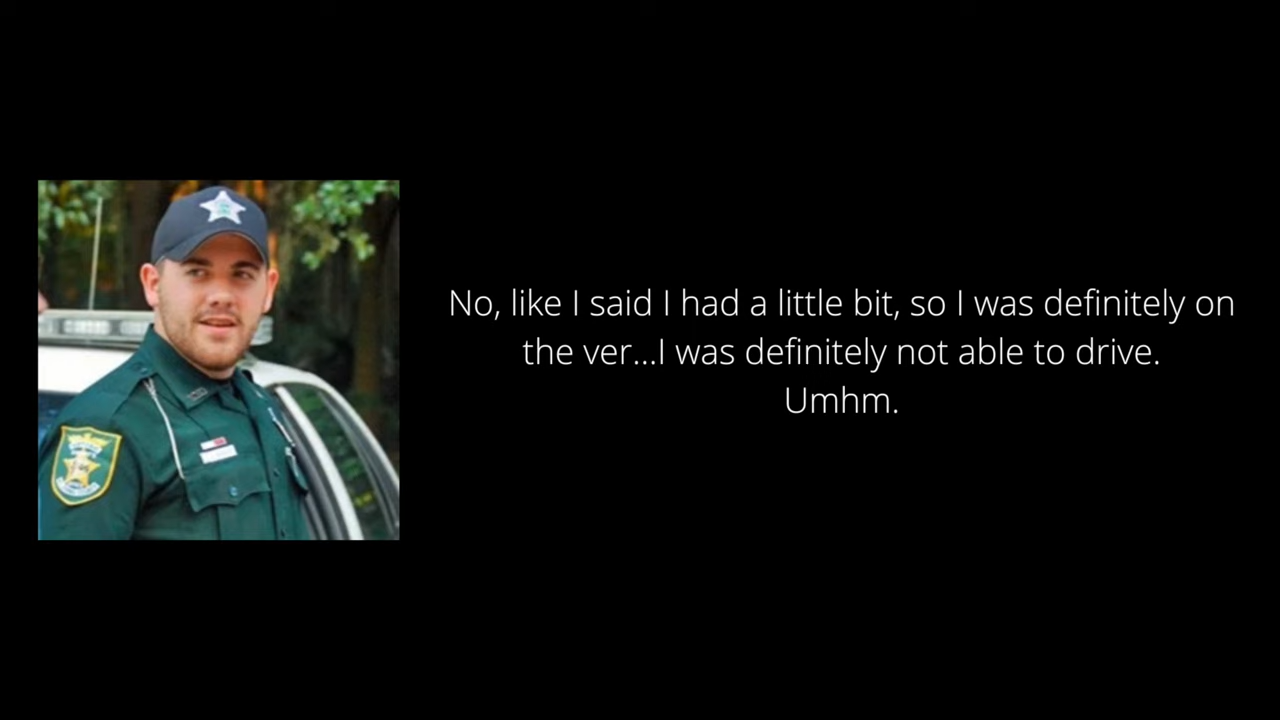 No, like I said I had a little bit, so I was definitely on
the ver...I was definitely not able to drive.
Umhm.